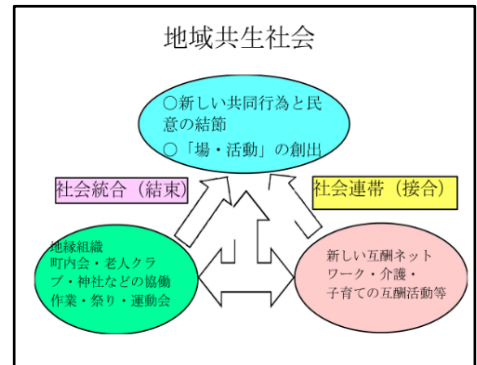 地域共生社会
○新しい共同行為と民
意の結節
○「場・活動」の創出
社会統合（結束）
社会連帯（接合）
地縁組織
町内会・老人クラ
ブ・神社などの協働
作業・祭り・運動会
新しい互酬ネット
ワーク・介護・
子育ての互酬活動等